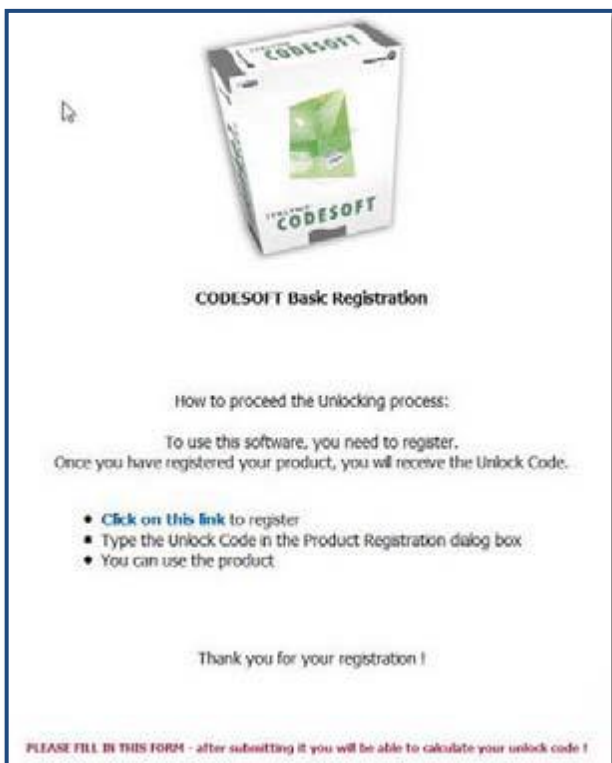 CODESOFT
CODESOFT
CODESOFT Basic Registration
How to proceed the Unlocking process:
To use this software, you need to register.
Once you have registered your product, you will receive the Unlock Code.
• Click on this link to register
• Type the Unlock Code in the Product Registration dialog box
• You can use the product
Thank you for your registration !
PLEASE FILL IN THIS FORM - after submitting it you will be able to calculate your unlock code !